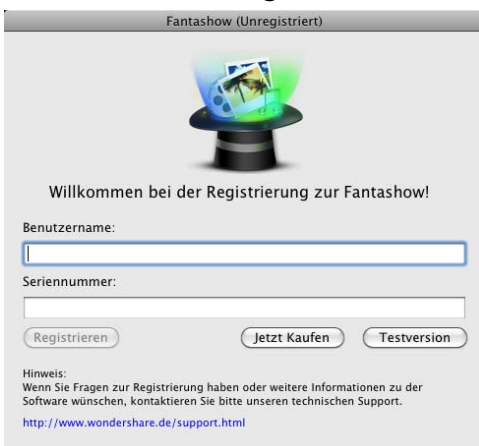 Fantashow (Unregistriert)
Willkommen bei der Registrierung zur Fantashow!
Benutzername:
Seriennummer:
Registrieren
Jetzt Kaufen
Testversion
Hinweis:
Wenn Sie Fragen zur Registrierung haben oder weitere Informationen zu der
Software wünschen, kontaktieren Sie bitte unseren technischen Support.
http://www.wondershare.de/support.html